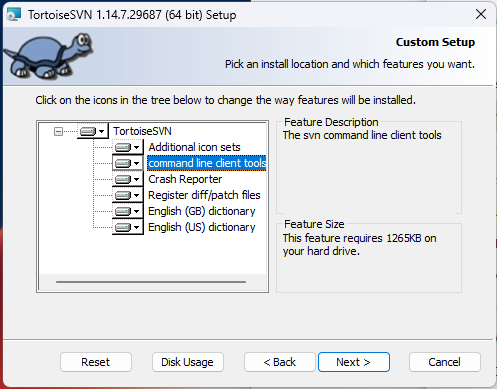 TortoiseSVN 1.14.7.29687 (64 bit) Setup
Custom Setup
Pick an install location and which features you want.
Click on the icons in the tree below to change the way features will be installed.
TortoiseSVN
Additional icon sets
command line client tools
Crash Reporter
Register diff/patch files
English (GB) dictionary
English (US) dictionary
Feature Description
The svn command line client tools
Feature Size
This feature requires 1265KB on
your hard drive.
Reset
Disk Usage
< Back
Next >
Cancel